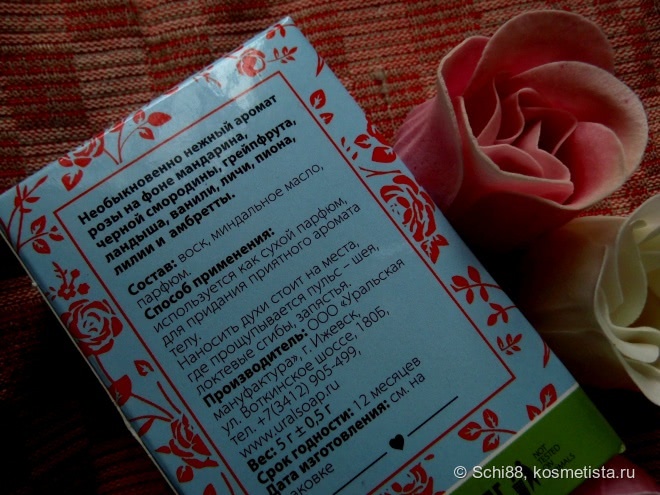 Необыкновенно нежный аромат
розы на фоне мандарина,
черной смородины, грейпфрута,
ландыша, ванили, личи, пиона,
лилии и амбретты.
Состав: воск, миндальное масло,
парфюм.
Способ применения:
используется как сухой парфюм,
для придания приятного аромата
телу.
Наносить духи стоит на места,
где прощупывается пульс – шея,
локтевые сгибы, запястья.
Производитель: ООО «Уральская
мануфактура», г. Ижевск,
ул. Воткинское шоссе, 180Б,
тел. +7(3412) 905-499,
www.uralsoap.ru
Вес: 5 г ± 0,5 г
Срок годности: 12 месяцев
Дата изготовления: см. на
упаковке
NOT
TESTED
© Schi88, kosmetista.ru